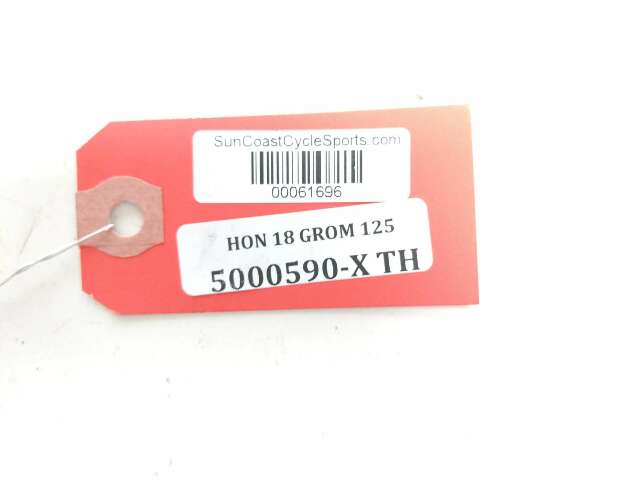 SunCoastCycleSports.com
00061696
HON 18 GROM 125
5000590-X TH